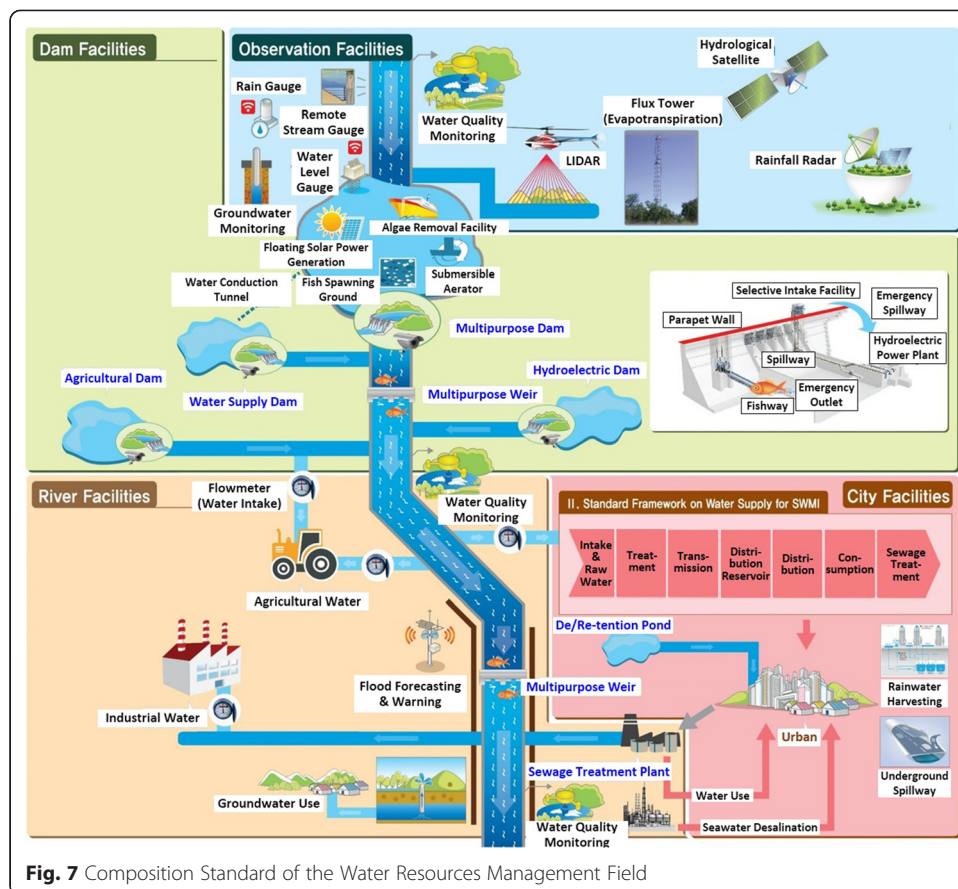 Dam Facilities
Observation Facilities
Rain Gauge
Remote
Stream Gauge
Water
Level
Gauge
Groundwater
Monitoring
Water Quality
Monitoring
LIDAR
Flux Tower
(Evapotranspiration)
Hydrological
Satellite
Rainfall Radar
Algae Removal Facility
Floating Solar Power
Generation
Fish Spawning
Ground
Submersible
Aerator
Water Conduction
Tunnel
Multipurpose Dam
Agricultural Dam
Water Supply Dam
Multipurpose Weir
Hydroelectric Dam
Selective Intake Facility
Emergency
Spillway
Parapet Wall
Hydroelectric
Power Plant
Spillway
Emergency
Outlet
Fishway
River Facilities
Flowmeter
(Water Intake)
Water Quality
Monitoring
Agricultural Water
Flood Forecasting
& Warning
Industrial Water
Multipurpose Weir
Groundwater Use
Sewage Treatment Plant
Water Quality
Monitoring
City Facilities
II. Standard Framework on Water Supply for SWMI
Intake
&
Raw
Water
Treat-
ment
Trans-
mission
Distri-
bution
Reservoir
Distri-
bution
Con-
sumption
Sewage
Treat-
ment
De/Re-tention Pond
Urban
Rainwater
Harvesting
Underground
Spillway
Water Use
Seawater Desalination
Fig. 7 Composition Standard of the Water Resources Management Field